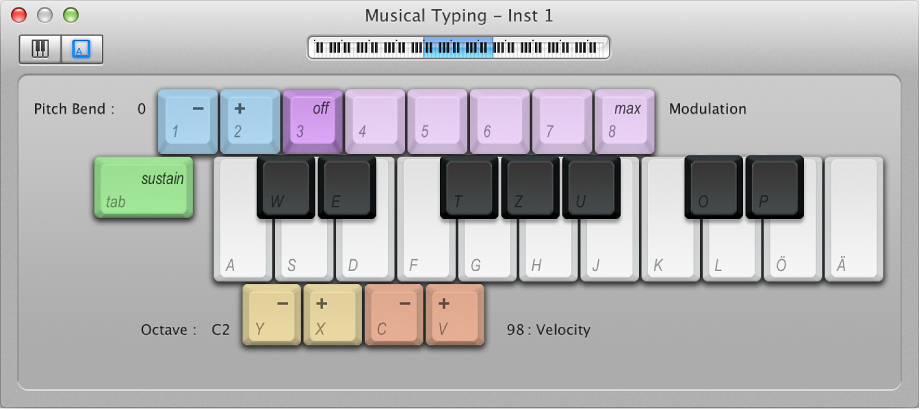 Musical Typing – Inst 1
A
Pitch Bend : 0 – + off max Modulation
1 2 3 4 5 6 7 8
sustain
tab
W E T Z U O P
A S D F G H J K L Ö Ä
– + – +
Octave : C2 Y X C V 98 : Velocity